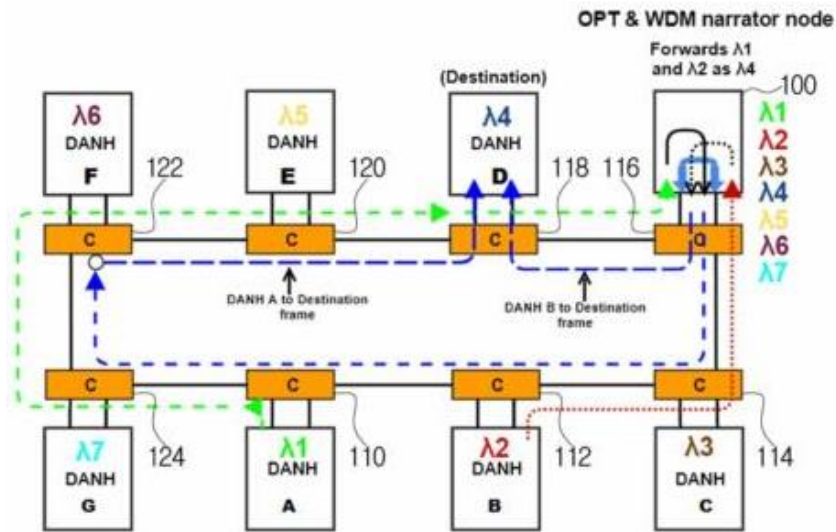 OPT & WDM narrator node
Forwards λ1
and λ2 as λ4
100
(Destination)
λ6
DANH
F
122
λ5
DANH
E
120
λ4
DANH
D
118
116
λ1
λ2
λ3
λ4
λ5
λ6
λ7
C
C
C
DANH A to Destination
frame
DANH B to Destination
frame
C
C
C
C
λ7
DANH
G
124
λ1
DANH
A
110
λ2
DANH
B
112
λ3
DANH
C
114